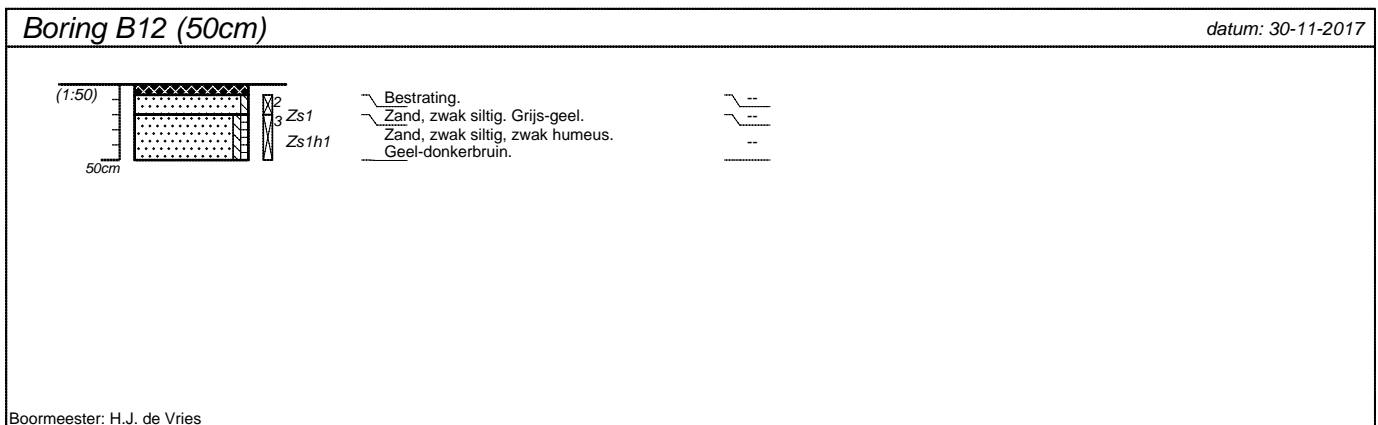 Boring B12 (50cm)
datum: 30-11-2017
(1:50)
2
Bestrating.
--
3
Zs1
Zand, zwak siltig. Grijs-geel.
--
Zs1h1
Zand, zwak siltig, zwak humeus.
Geel-donkerbruin.
--
50cm
Boormeester: H.J. de Vries